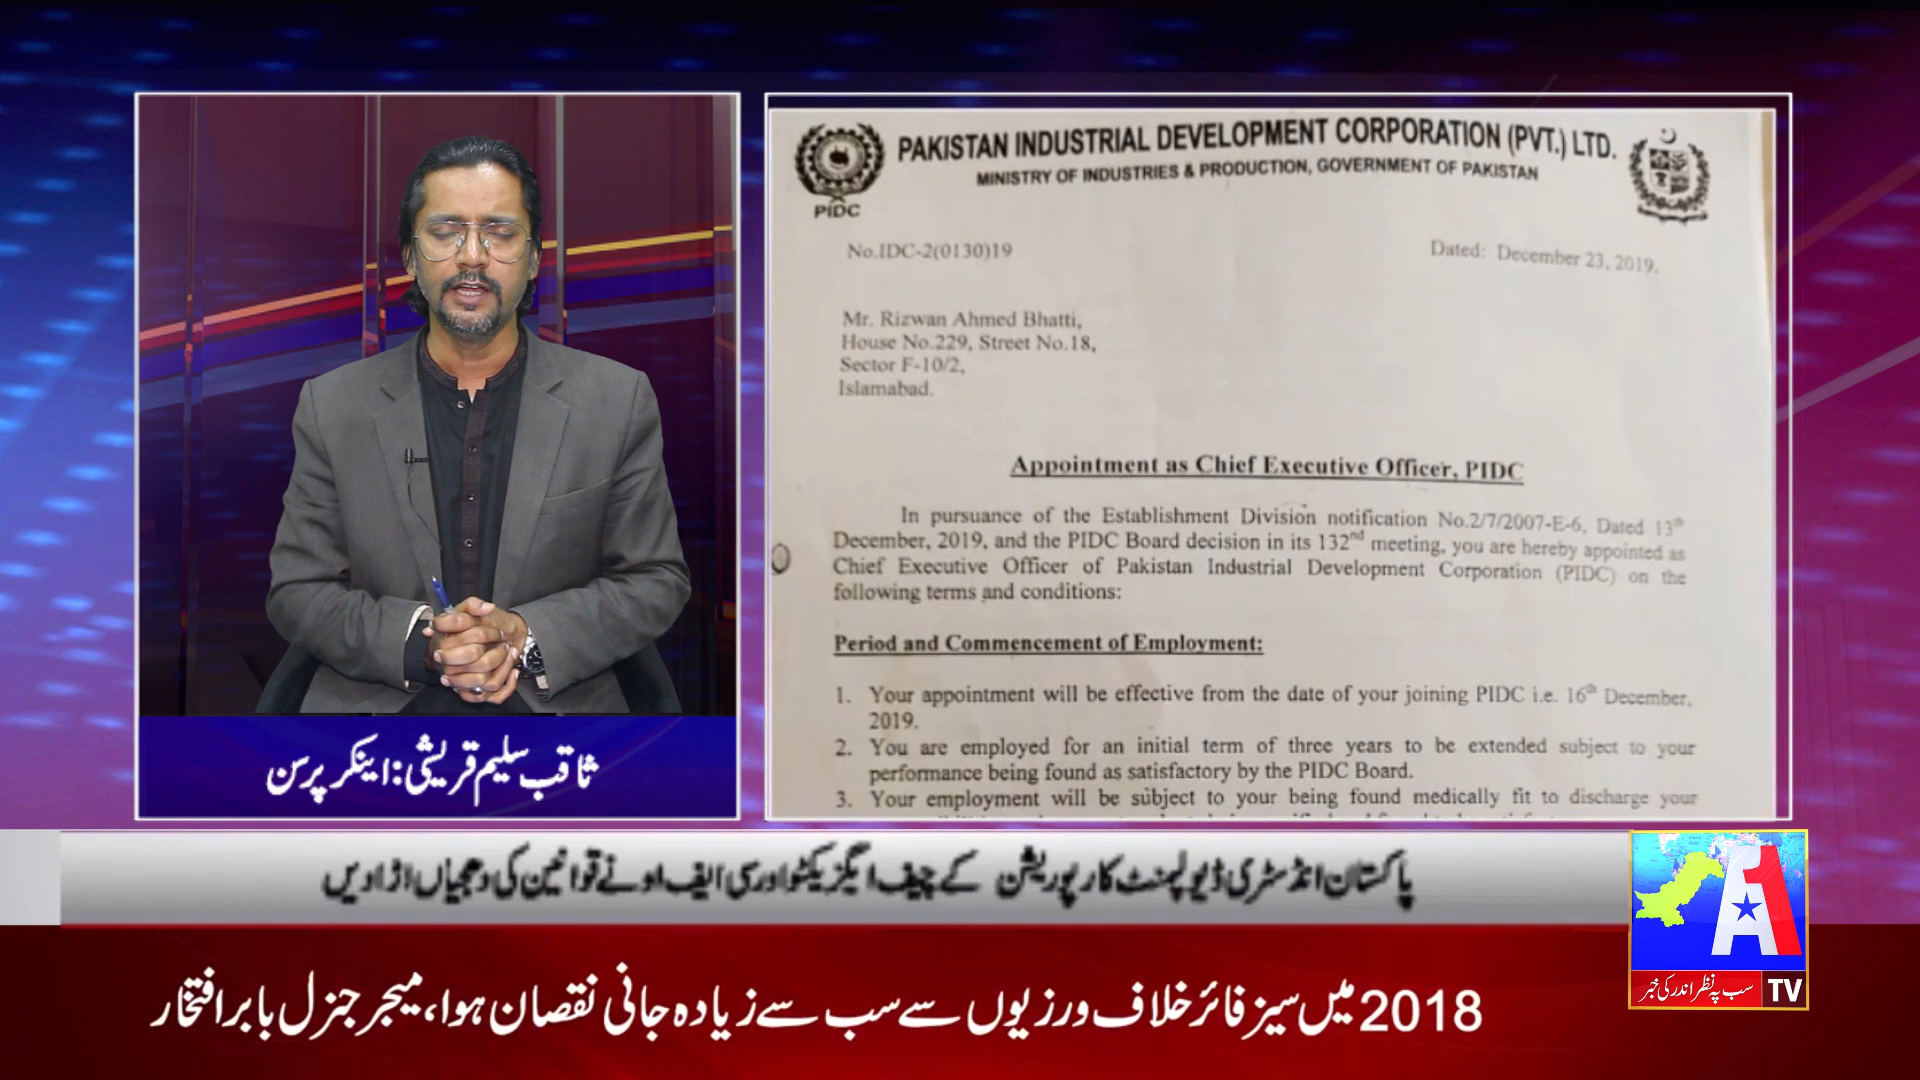 PAKISTAN INDUSTRIAL DEVELOPMENT CORPORATION (PVT.) LTD.
MINISTRY OF INDUSTRIES & PRODUCTION, GOVERNMENT OF PAKISTAN
PIDC
No.IDC-2(0130)19
Dated: December 23, 2019.
Mr. Rizwan Ahmed Bhatti,
House No.229, Street No.18,
Sector F-10/2,
Islamabad.
Appointment as Chief Executive Officer, PIDC
In pursuance of the Establishment Division notification No.2/7/2007-E-6, Dated 13th
December, 2019, and the PIDC Board decision in its 132nd meeting, you are hereby appointed as
Chief Executive Officer of Pakistan Industrial Development Corporation (PIDC) on the
following terms and conditions:
Period and Commencement of Employment:
1. Your appointment will be effective from the date of your joining PIDC i.e. 16th December,
2019.
2. You are employed for an initial term of three years to be extended subject to your
performance being found as satisfactory by the PIDC Board.
3. Your employment will be subject to your being found medically fit to discharge your
ثاقب سلیم قریشی: اینکر پرسن
پاکستان انڈسٹری ڈیولپمنٹ کارپوریشن کے چیف ایگزیکٹو اور سی ایف او نے قوانین کی دھجیاں اڑا دیں
A1
سب پہ نظر اندر کی خبر TV
2018 میں سیز فائر خلاف ورزیوں سے سب سے زیادہ جانی نقصان ہوا، میجر جنرل بابر افتخار